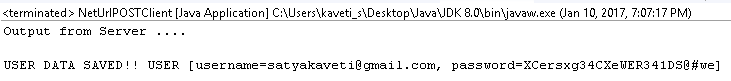 <terminated> NetUrlPOSTClient [Java Application] C:\Users\kaveti_s\Desktop\Java\JDK 8.0\bin\javaw.exe (Jan 10, 2017, 7:07:17 PM)
Output from Server ....
USER DATA SAVED!! USER [username=satyakaveti@gmail.com, password=XCersxg34CXeWER341DS@#we]